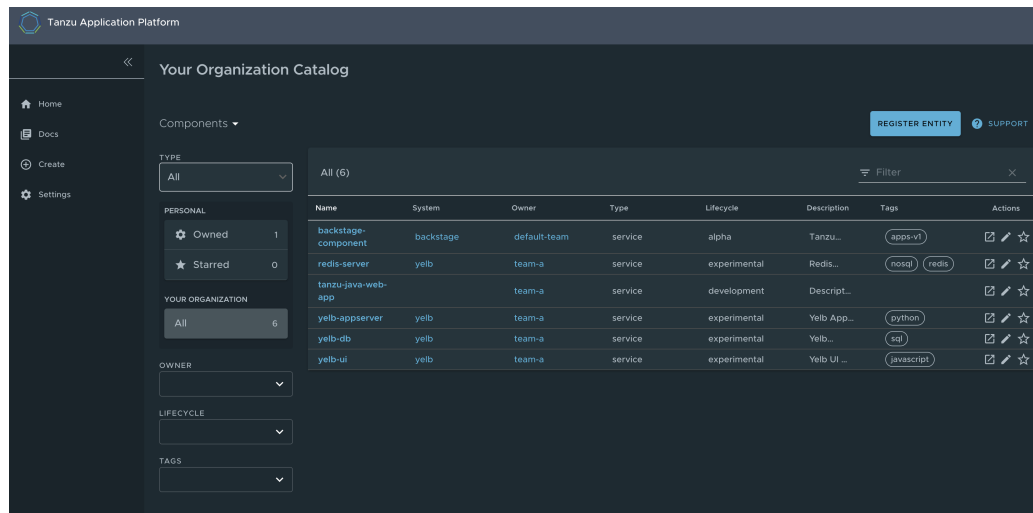 Tanzu Application Platform
Home
Docs
Create
Settings
Your Organization Catalog
Components
REGISTER ENTITY
SUPPORT
TYPE
All
PERSONAL
Owned 1
Starred 0
YOUR ORGANIZATION
All 6
OWNER
LIFECYCLE
TAGS
All (6)
Filter
Name System Owner Type Lifecycle Description Tags Actions
backstage-
component backstage default-team service alpha Tanzu... apps-v1
redis-server yelb team-a service experimental Redis... nosql redis
tanzu-java-web-
app team-a service development Descript...
yelb-appserver yelb team-a service experimental Yelb App... python
yelb-db yelb team-a service experimental Yelb... sql
yelb-ui yelb team-a service experimental Yelb UI ... javascript